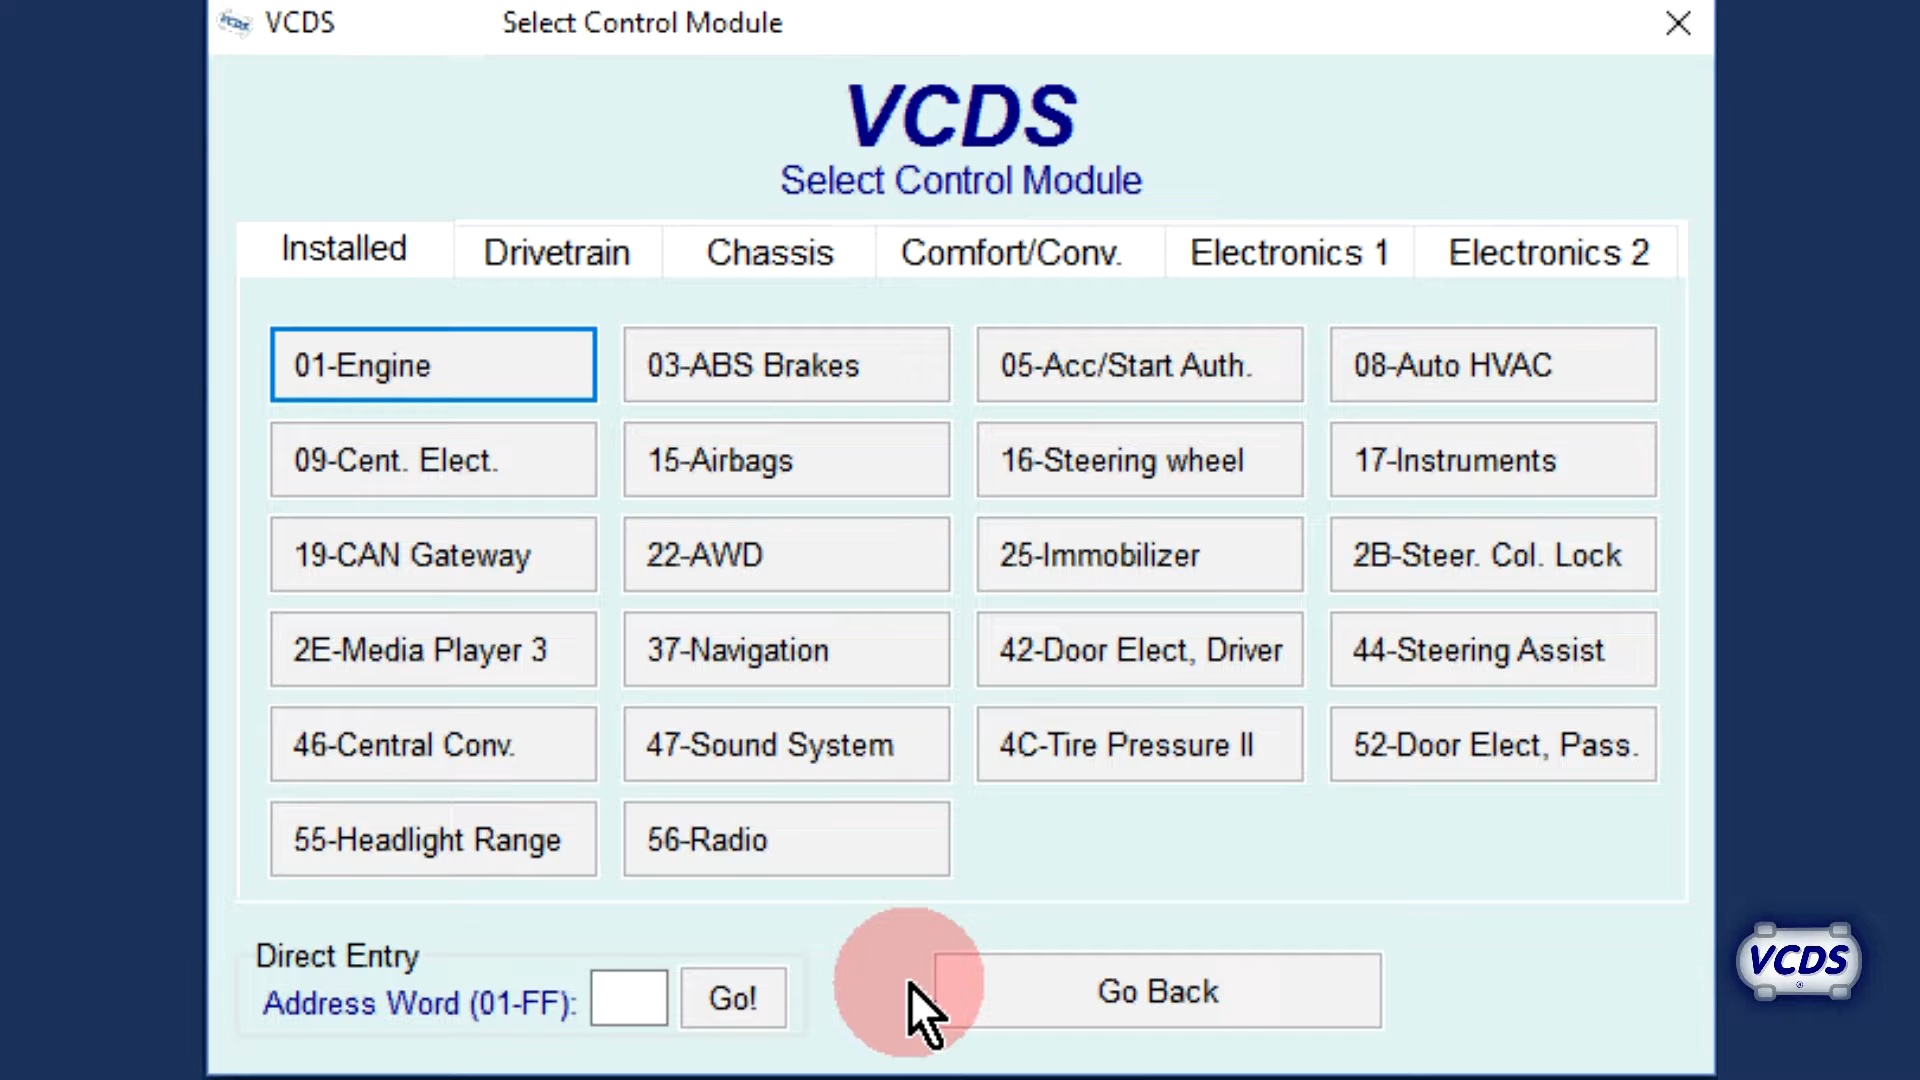 VCDS Select Control Module
VCDS
Select Control Module
Installed Drivetrain Chassis Comfort/Conv. Electronics 1 Electronics 2
01-Engine 03-ABS Brakes 05-Acc/Start Auth. 08-Auto HVAC
09-Cent. Elect. 15-Airbags 16-Steering wheel 17-Instruments
19-CAN Gateway 22-AWD 25-Immobilizer 2B-Steer. Col. Lock
2E-Media Player 3 37-Navigation 42-Door Elect, Driver 44-Steering Assist
46-Central Conv. 47-Sound System 4C-Tire Pressure II 52-Door Elect, Pass.
55-Headlight Range 56-Radio
Direct Entry
Address Word (01-FF): Go! Go Back
VCDS